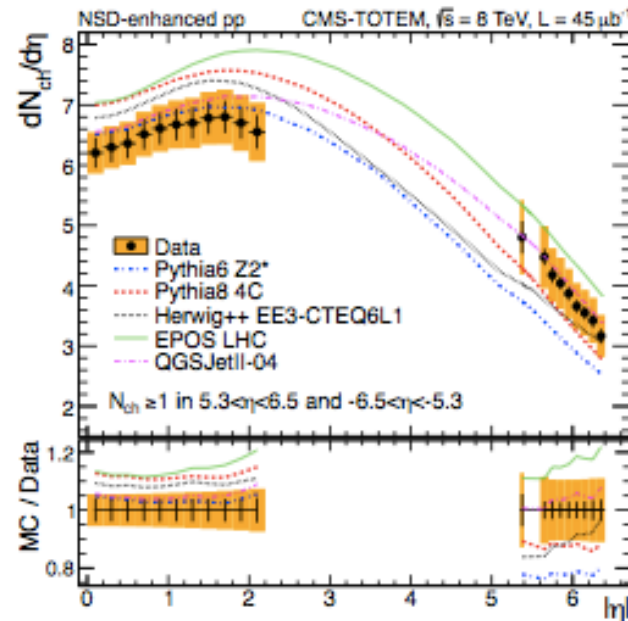 NSD-enhanced pp CMS-TOTEM, √s = 8 TeV, L = 45 μb⁻¹
dN_ch/dη
8
7
6
5
4
3
2
Data
Pythia6 Z2*
Pythia8 4C
Herwig++ EE3-CTEQ6L1
EPOS LHC
QGSJetII-04
N_ch ≥1 in 5.3<η<6.5 and -6.5<η<-5.3
MC / Data
1.2
1
0.8
0 1 2 3 4 5 6 |η|